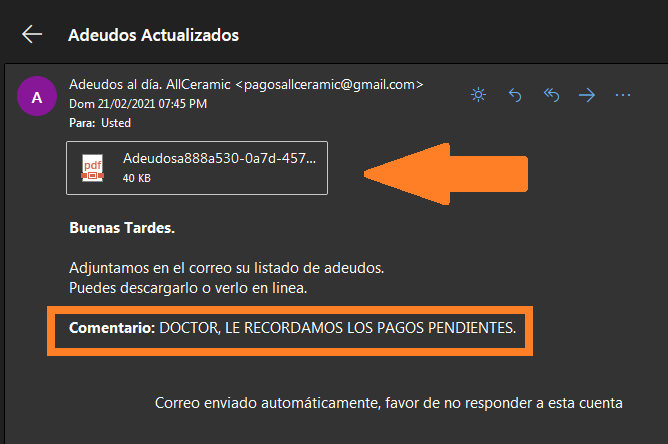 Adeudos Actualizados
A
Adeudos al día. AllCeramic <pagosallceramic@gmail.com>
Dom 21/02/2021 07:45 PM
Para: Usted
pdf
Adeudosa888a530-0a7d-457...
40 KB
Buenas Tardes.
Adjuntamos en el correo su listado de adeudos.
Puedes descargarlo o verlo en linea.
Comentario: DOCTOR, LE RECORDAMOS LOS PAGOS PENDIENTES.
Correo enviado automáticamente, favor de no responder a esta cuenta